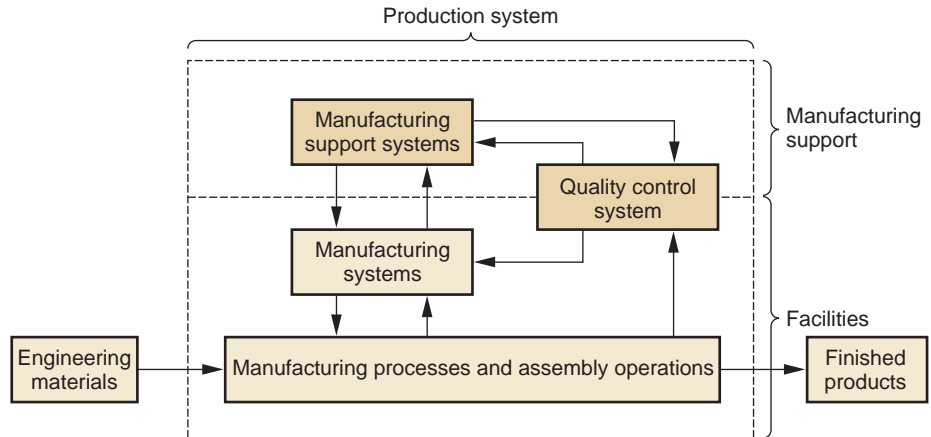 Production system
Manufacturing
support systems
Manufacturing
support
Quality control
system
Manufacturing
systems
Facilities
Engineering
materials
Manufacturing processes and assembly operations
Finished
products